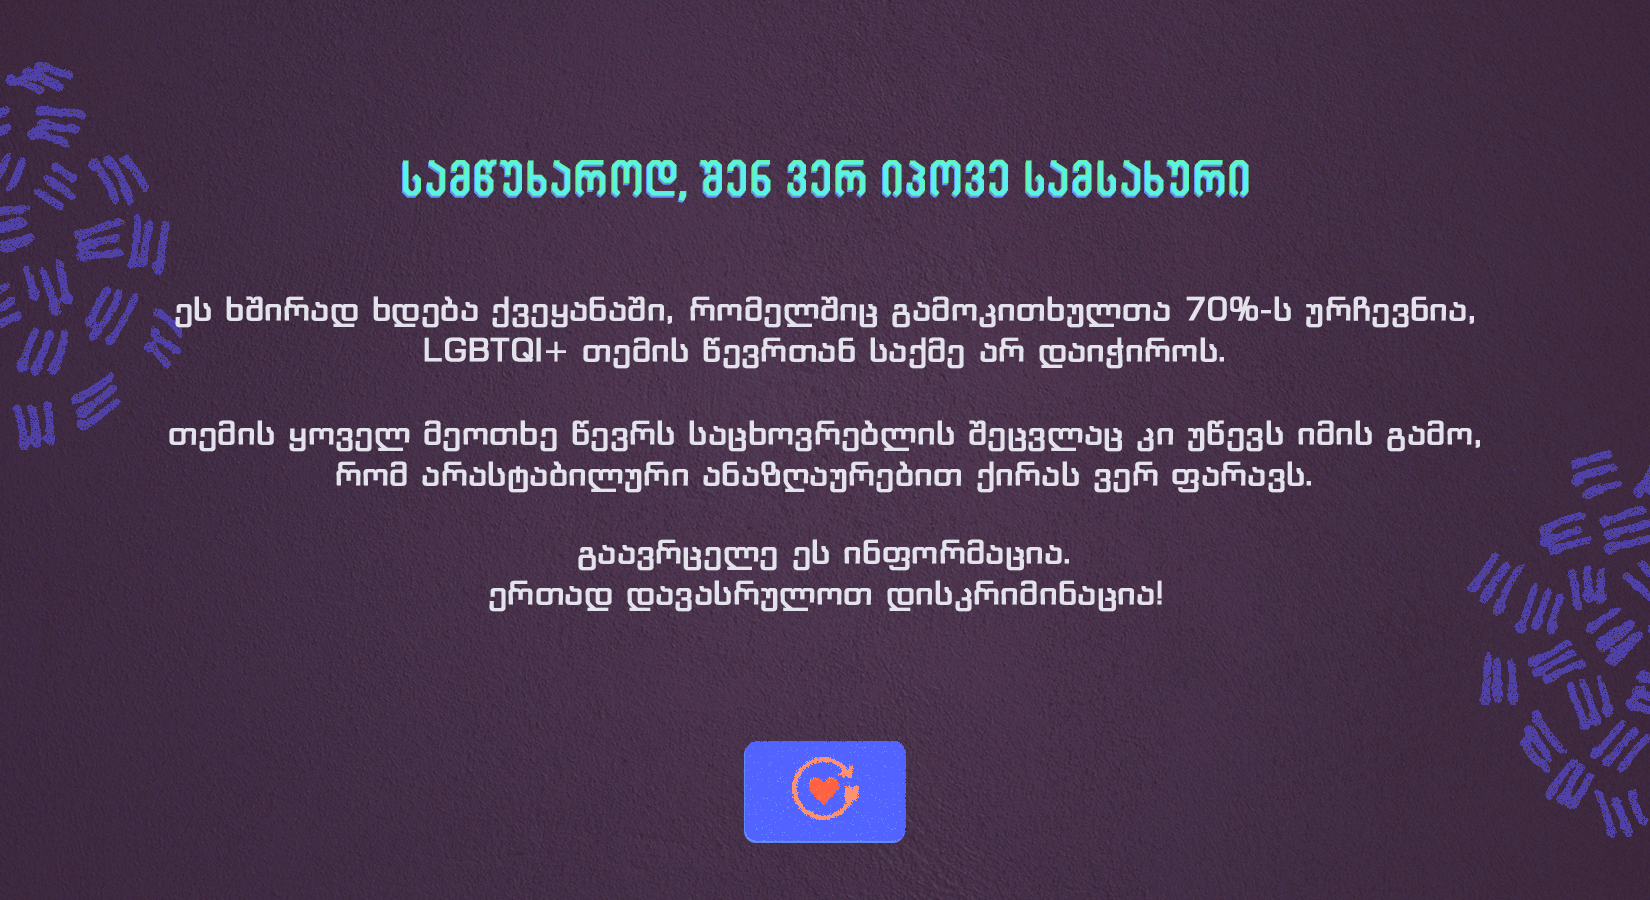 სამწუხაროდ, შენ ვერ იპოვე სამსახური
ეს ხშირად ხდება ქვეყანაში, რომელშიც გამოკითხულთა 70%-ს ურჩევნია,
LGBTQI+ თემის წევრთან საქმე არ დაიჭიროს.
თემის ყოველ მეოთხე წევრს საცხოვრებლის შეცვლაც კი უწევს იმის გამო,
რომ არასტაბილური ანაზღაურებით ქირას ვერ ფარავს.
გაავრცელე ეს ინფორმაცია.
ერთად დავასრულოთ დისკრიმინაცია!